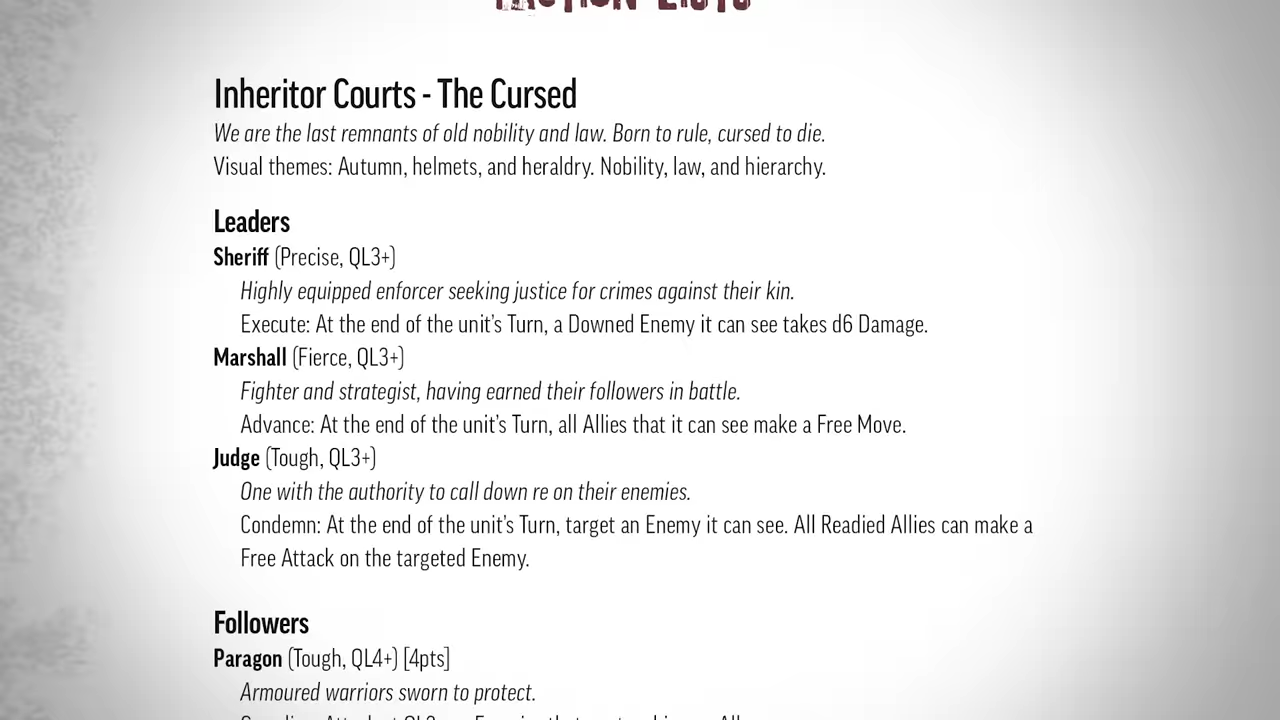 Inheritor Courts - The Cursed
We are the last remnants of old nobility and law. Born to rule, cursed to die.
Visual themes: Autumn, helmets, and heraldry. Nobility, law, and hierarchy.
Leaders
Sheriff (Precise, QL3+)
Highly equipped enforcer seeking justice for crimes against their kin.
Execute: At the end of the unit's Turn, a Downed Enemy it can see takes d6 Damage.
Marshall (Fierce, QL3+)
Fighter and strategist, having earned their followers in battle.
Advance: At the end of the unit's Turn, all Allies that it can see make a Free Move.
Judge (Tough, QL3+)
One with the authority to call down re on their enemies.
Condemn: At the end of the unit's Turn, target an Enemy it can see. All Readied Allies can make a
Free Attack on the targeted Enemy.
Followers
Paragon (Tough, QL4+) [4pts]
Armoured warriors sworn to protect.